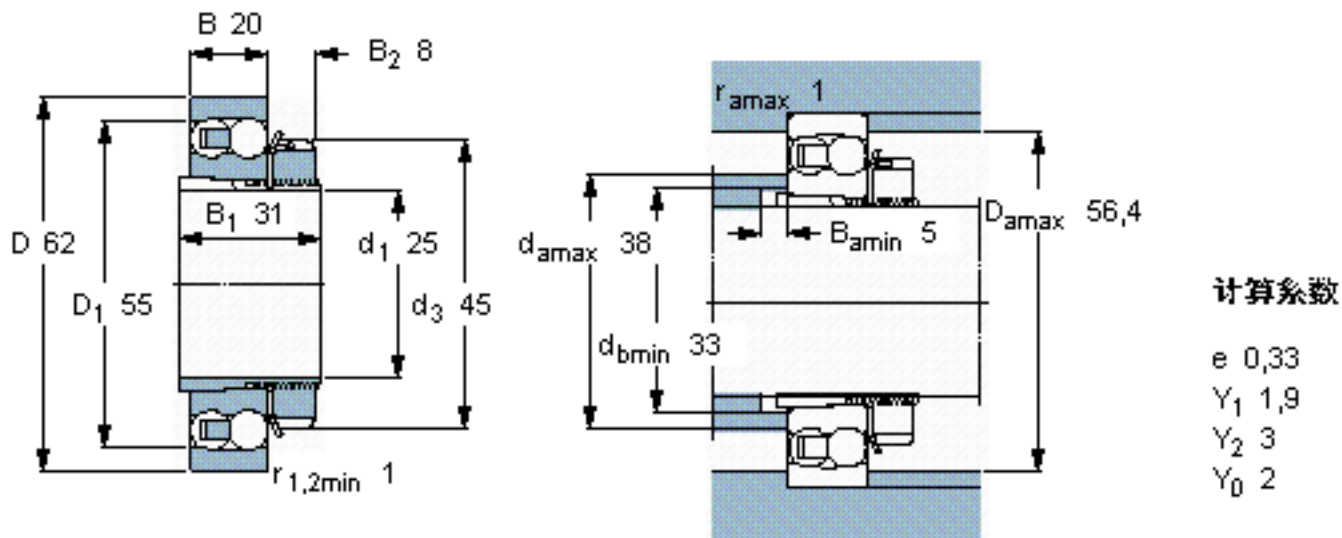 B 20
B₂ 8
D 62
D₁ 55
B₁ 31
d₁ 25
d₃ 45
r₁,₂min 1
rₐmax 1
dₐmax 38
Bₐmin 5
Dₐmax 56,4
d_bmin 33
计算系数
e 0,33
Y₁ 1,9
Y₂ 3
Y₀ 2